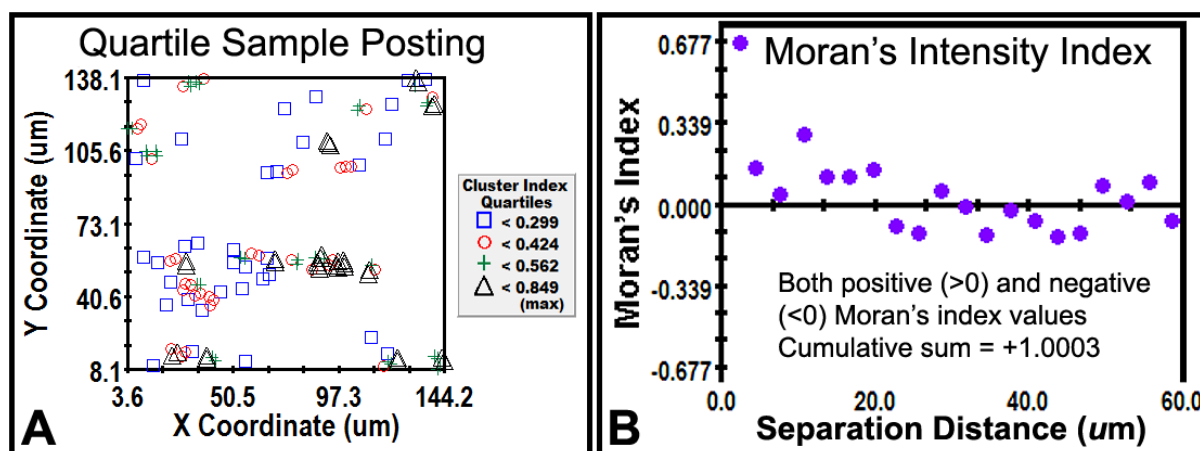 Quartile Sample Posting
138.1
105.6
73.1
40.6
8.1
Y Coordinate (um)
3.6 50.5 97.3 144.2
X Coordinate (um)
A
Cluster Index
Quartiles
< 0.299
< 0.424
< 0.562
< 0.849
(max)
Moran's Intensity Index
0.677
0.339
0.000
-0.339
-0.677
Moran's Index
Both positive (>0) and negative
(<0) Moran's index values
Cumulative sum = +1.0003
0.0 20.0 40.0 60.0
Separation Distance (um)
B